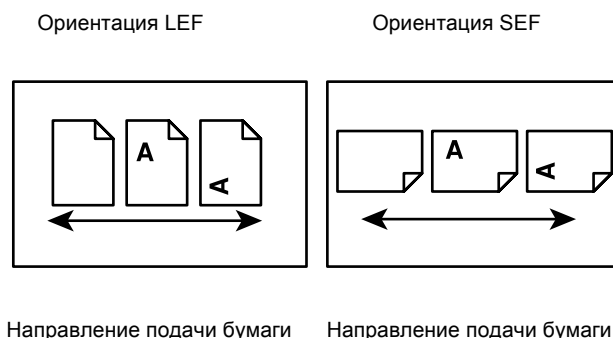 Ориентация LEF
Ориентация SEF
A
A
A
A
Направление подачи бумаги
Направление подачи бумаги